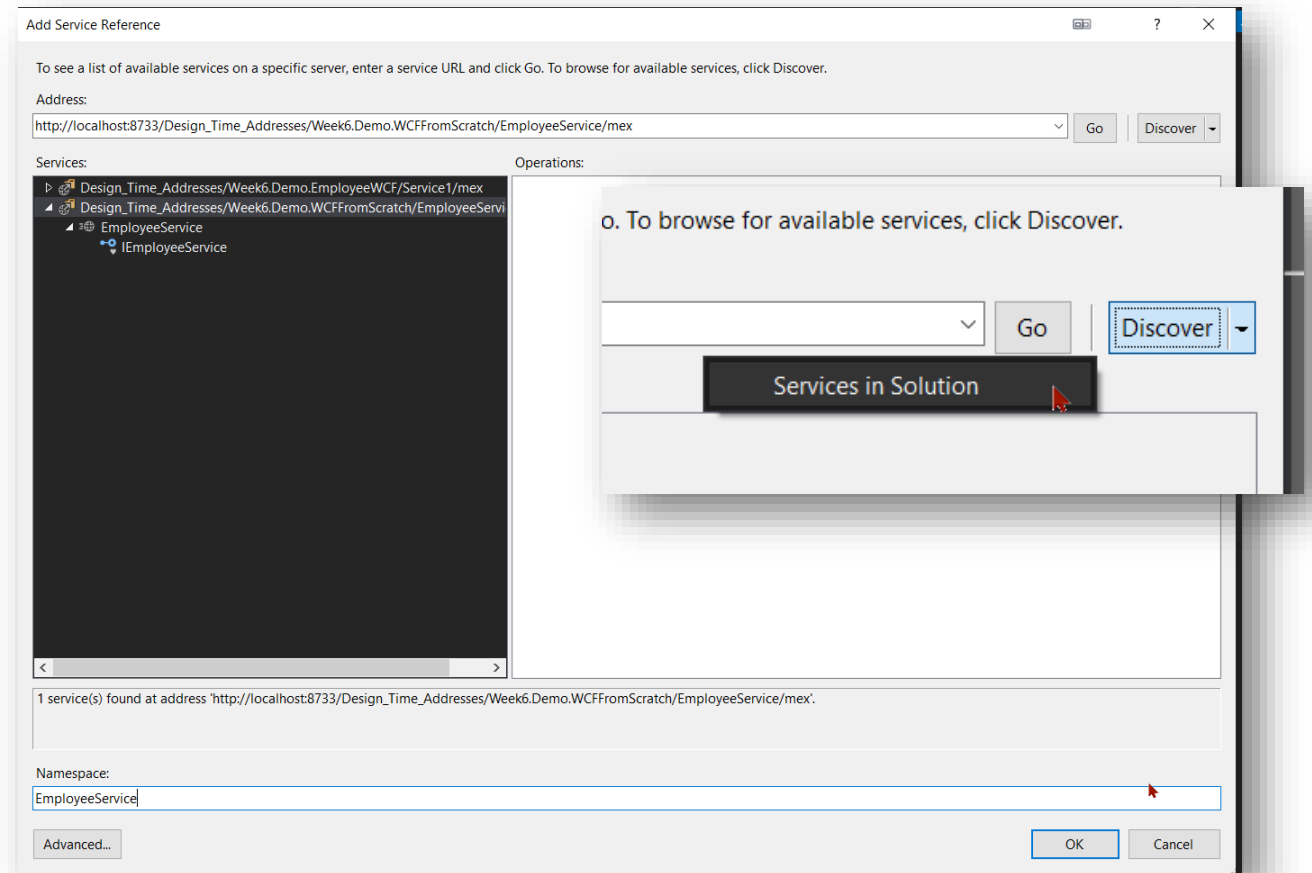 Add Service Reference
?
To see a list of available services on a specific server, enter a service URL and click Go. To browse for available services, click Discover.
Address:
http://localhost:8733/Design_Time_Addresses/Week6.Demo.WCFFromScratch/EmployeeService/mex
Go
Discover
Services:
Operations:
Design_Time_Addresses/Week6.Demo.EmployeeWCF/Service1/mex
Design_Time_Addresses/Week6.Demo.WCFFromScratch/EmployeeServi
EmployeeService
IEmployeeService
o. To browse for available services, click Discover.
Go
Discover
Services in Solution
1 service(s) found at address 'http://localhost:8733/Design_Time_Addresses/Week6.Demo.WCFFromScratch/EmployeeService/mex'.
Namespace:
EmployeeService
Advanced...
OK
Cancel